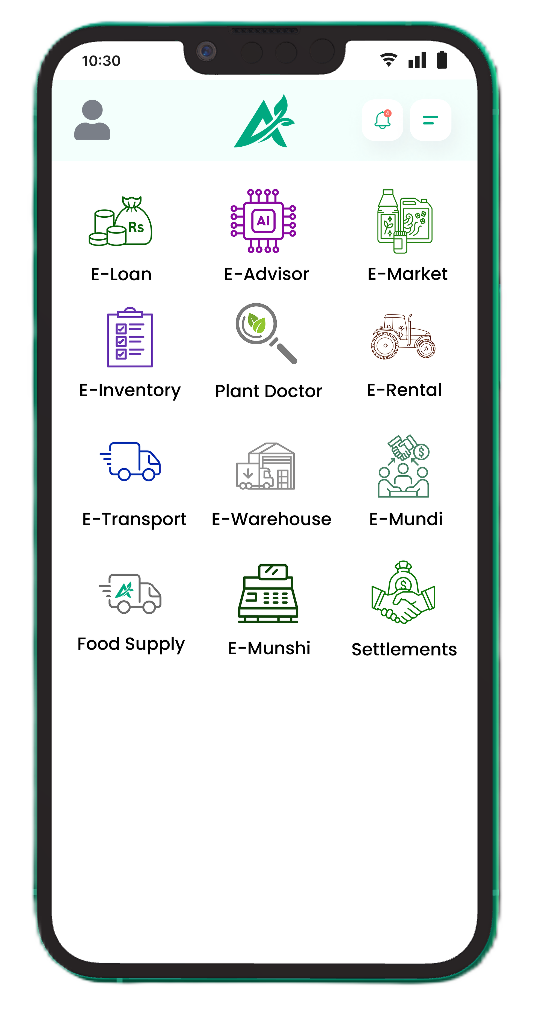 10:30
Rs
AI
E-Loan
E-Advisor
E-Market
E-Inventory
Plant Doctor
E-Rental
$
E-Transport
E-Warehouse
E-Mundi
$
Food Supply
E-Munshi
Settlements